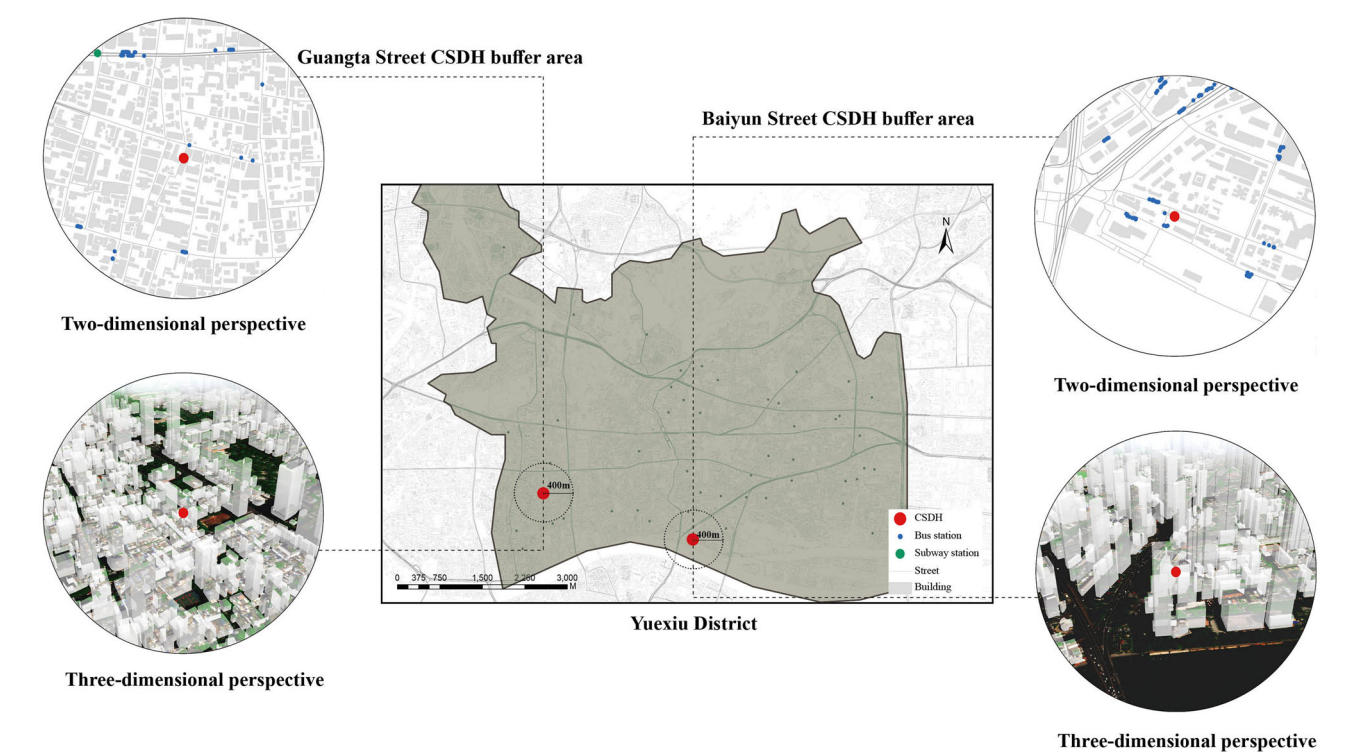 Guangta Street CSDH buffer area
Baiyun Street CSDH buffer area
Two-dimensional perspective
N
Two-dimensional perspective
400m
400m
CSDH
Bus station
Subway station
Street
Building
0 375 750 1,500 2,250 3,000
M
Yuexiu District
Three-dimensional perspective
Three-dimensional perspective